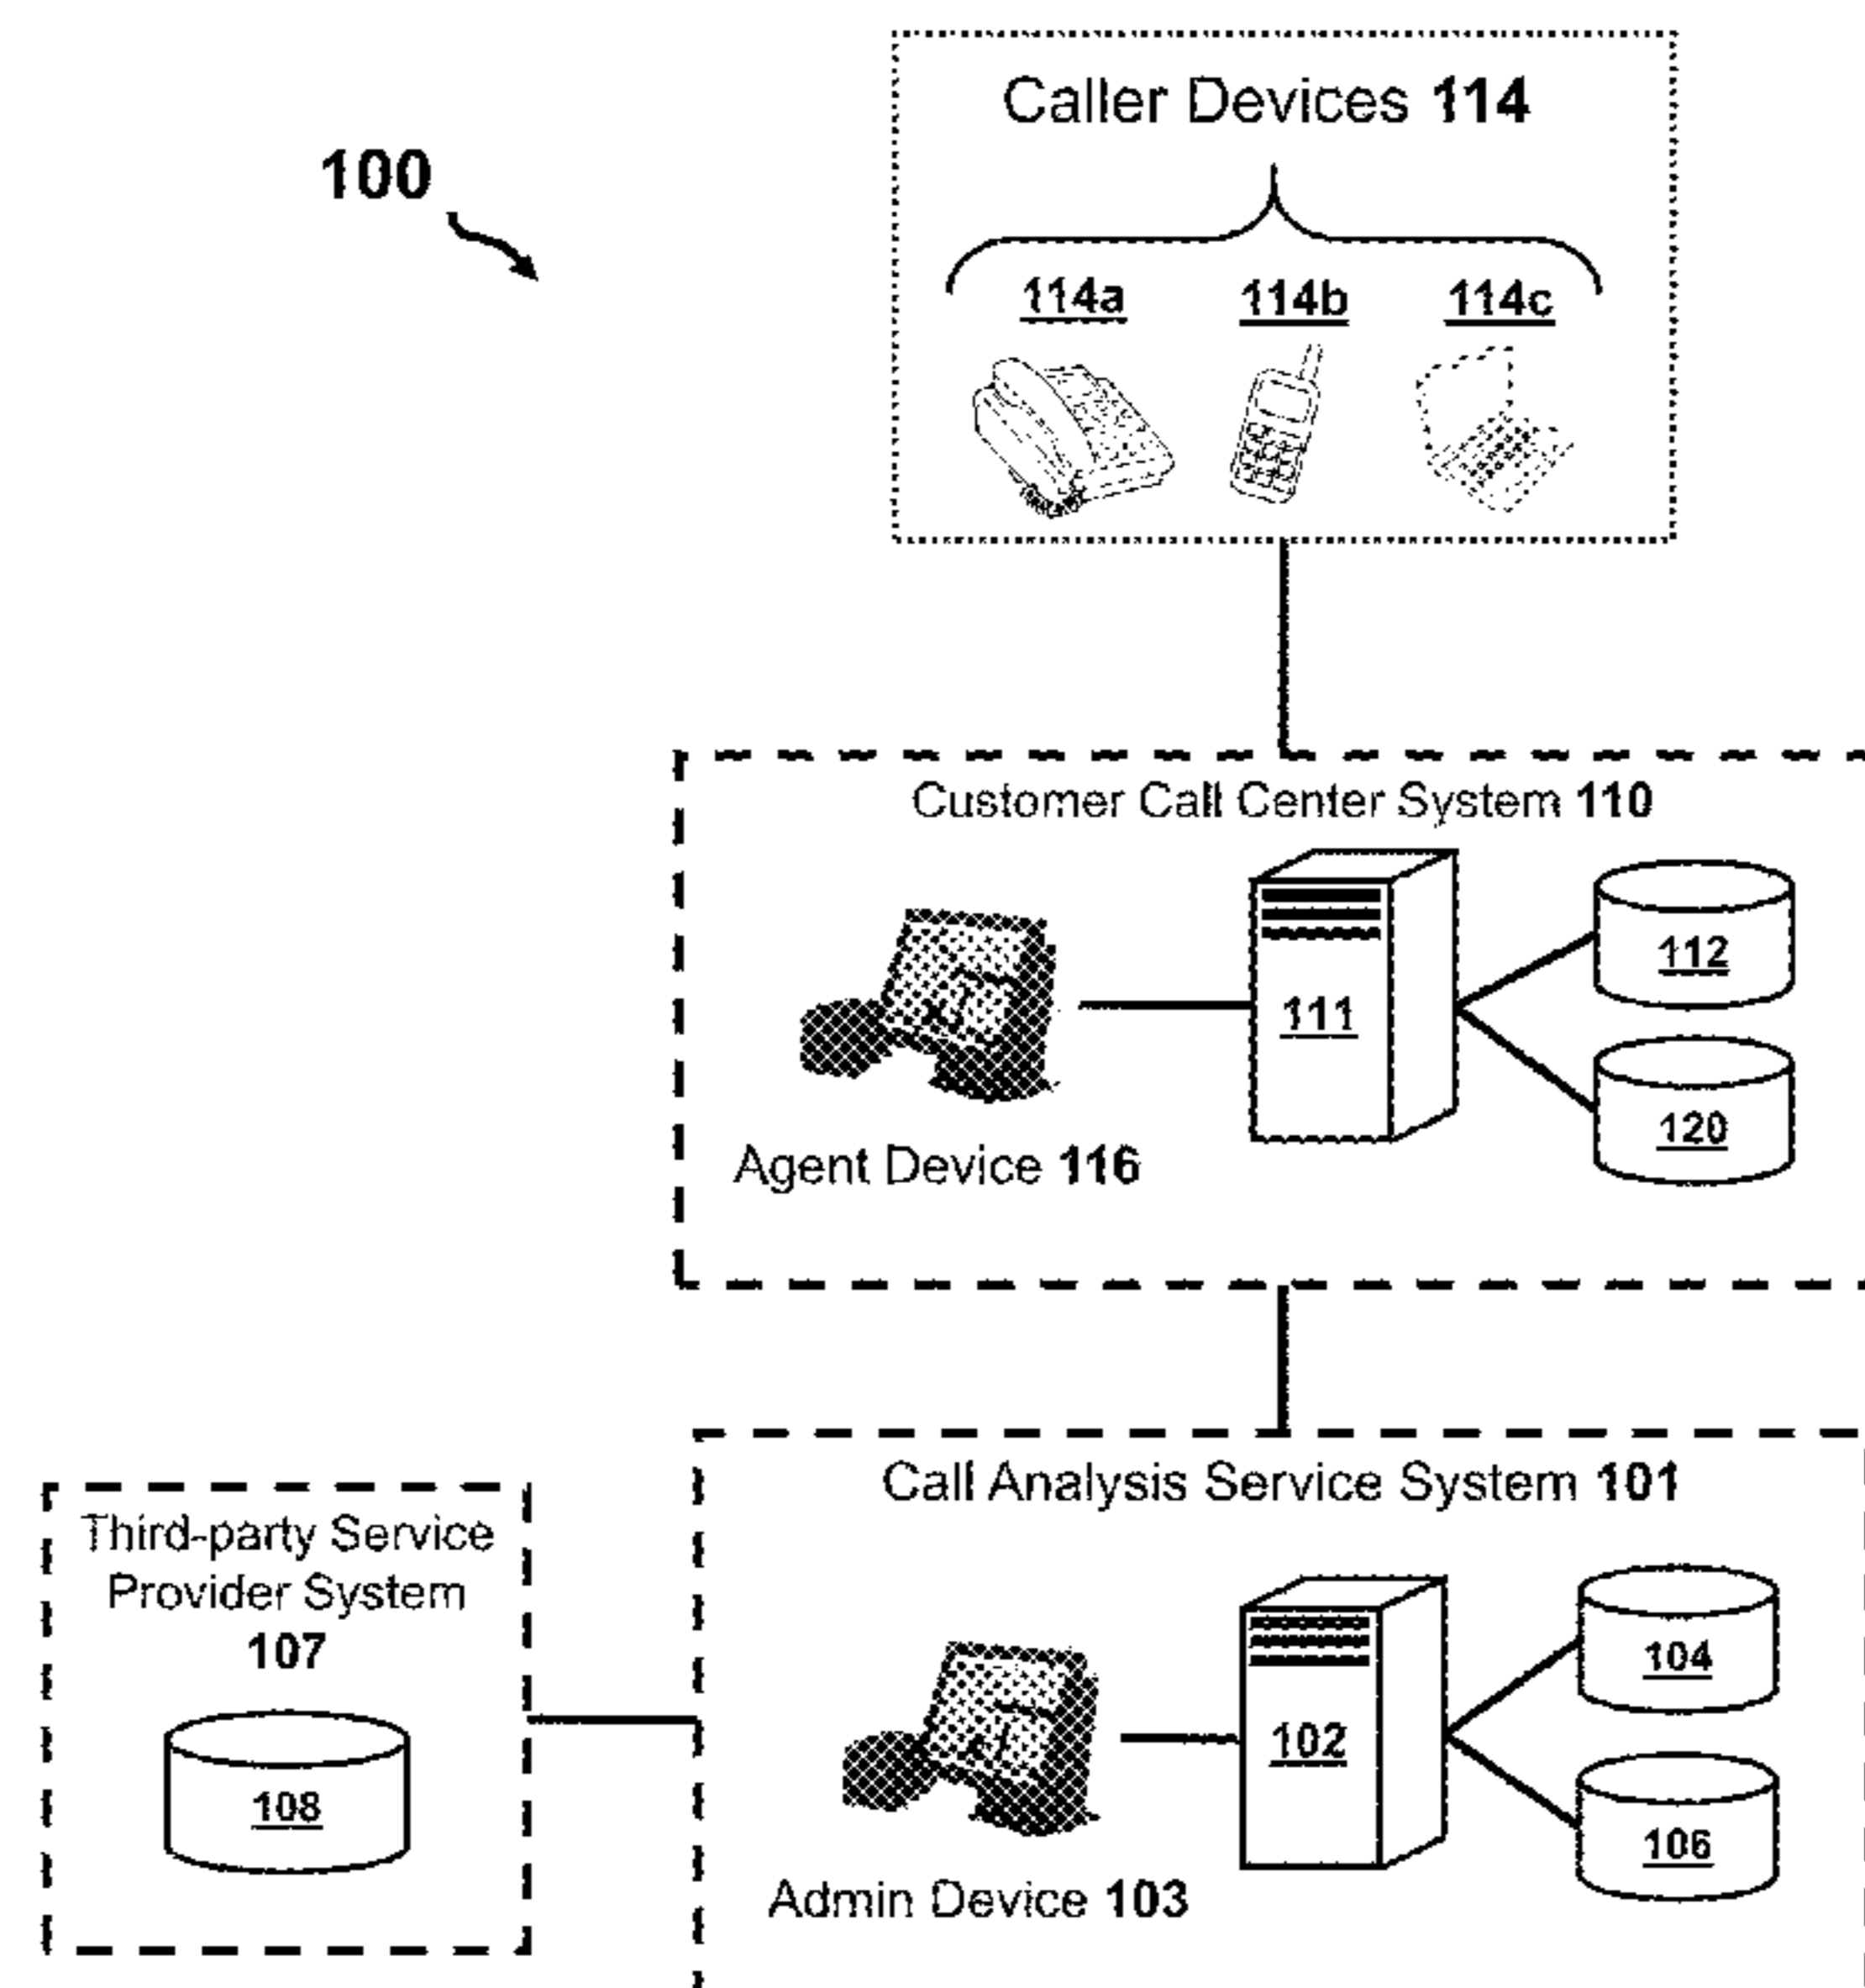 Caller Devices 114
100
114a 114b 114c
Customer Call Center System 110
112
111
120
Agent Device 116
Call Analysis Service System 101
Third-party Service
Provider System
107
104
102
108
106
Admin Device 103